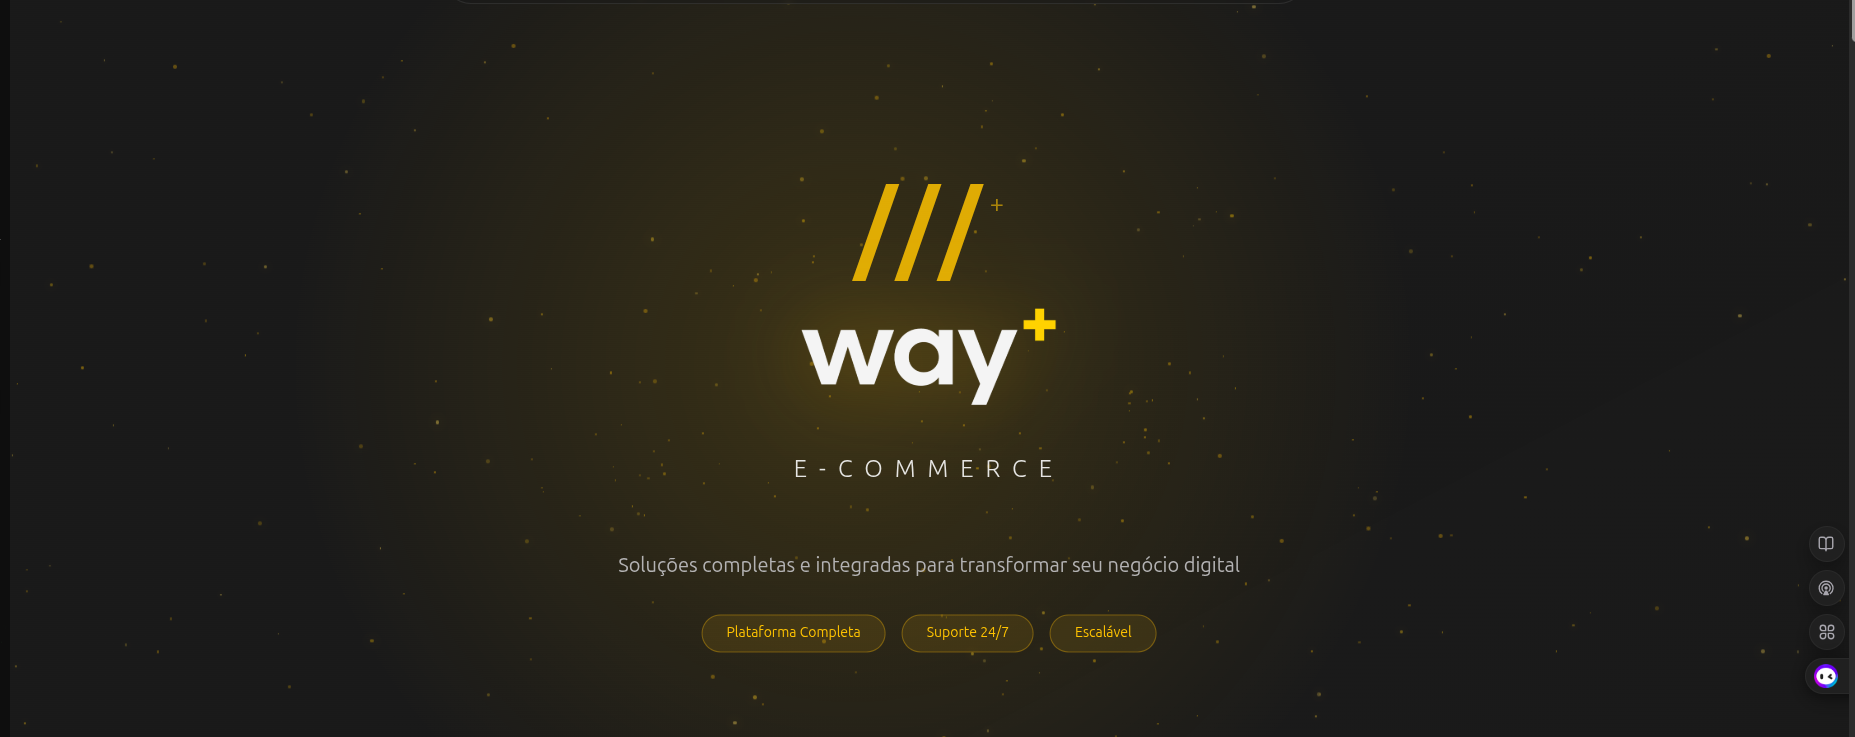 +
way+
E-COMMERCE
Soluções completas e integradas para transformar seu negócio digital
Plataforma Completa
Suporte 24/7
Escalável